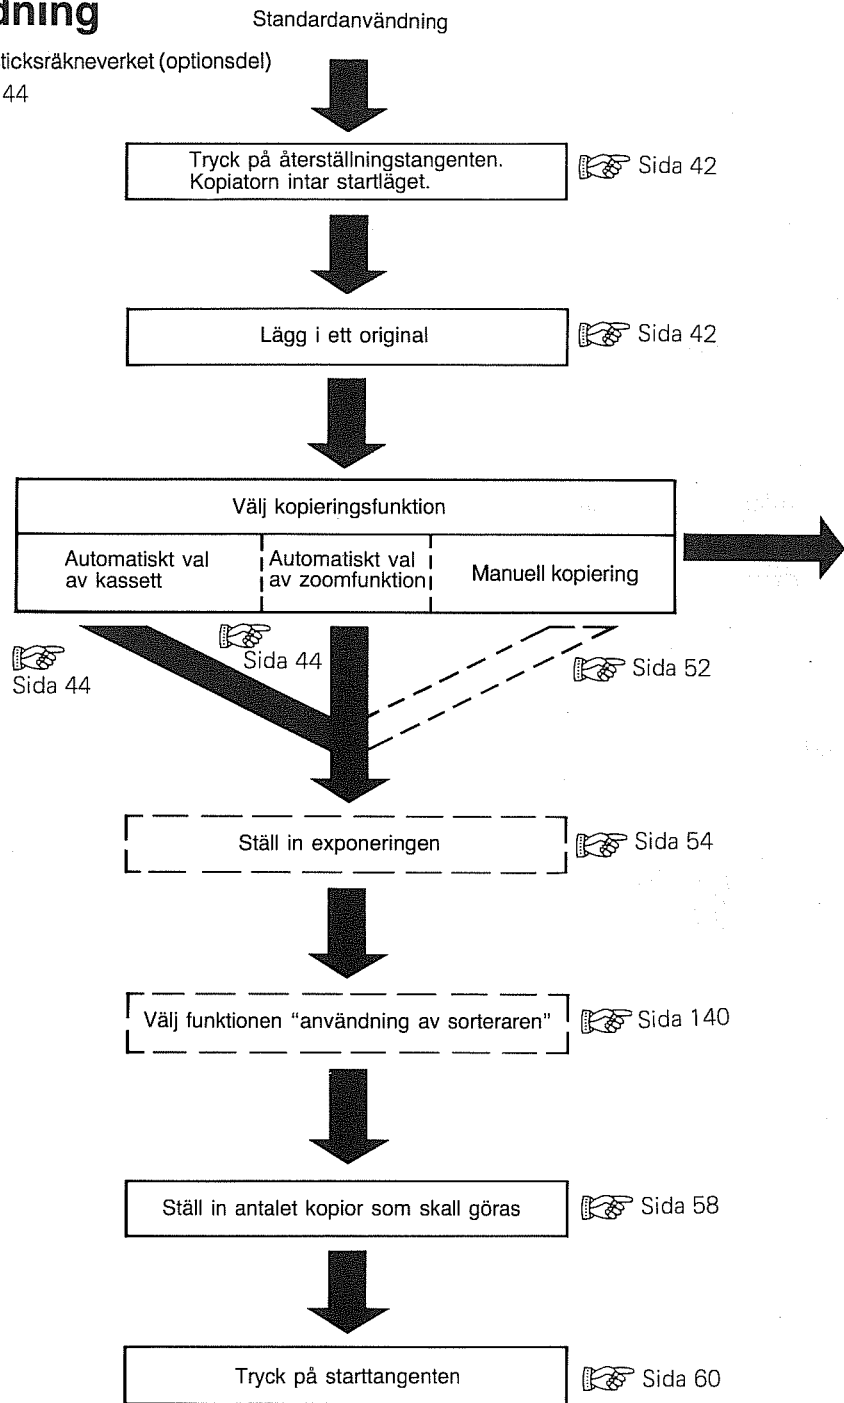 Standardanvändning
ticksräkneverket (optionsdel)
44
Tryck på återställningstangenten.
Kopiatorn intar startläget.
Sida 42
Lägg i ett original
Sida 42
Välj kopieringsfunktion
Automatiskt val
av kassett
Automatiskt val
av zoomfunktion
Manuell kopiering
Sida 44
Sida 44
Sida 52
Ställ in exponeringen
Sida 54
Välj funktionen “användning av sorteraren”
Sida 140
Ställ in antalet kopior som skall göras
Sida 58
Tryck på starttangenten
Sida 60